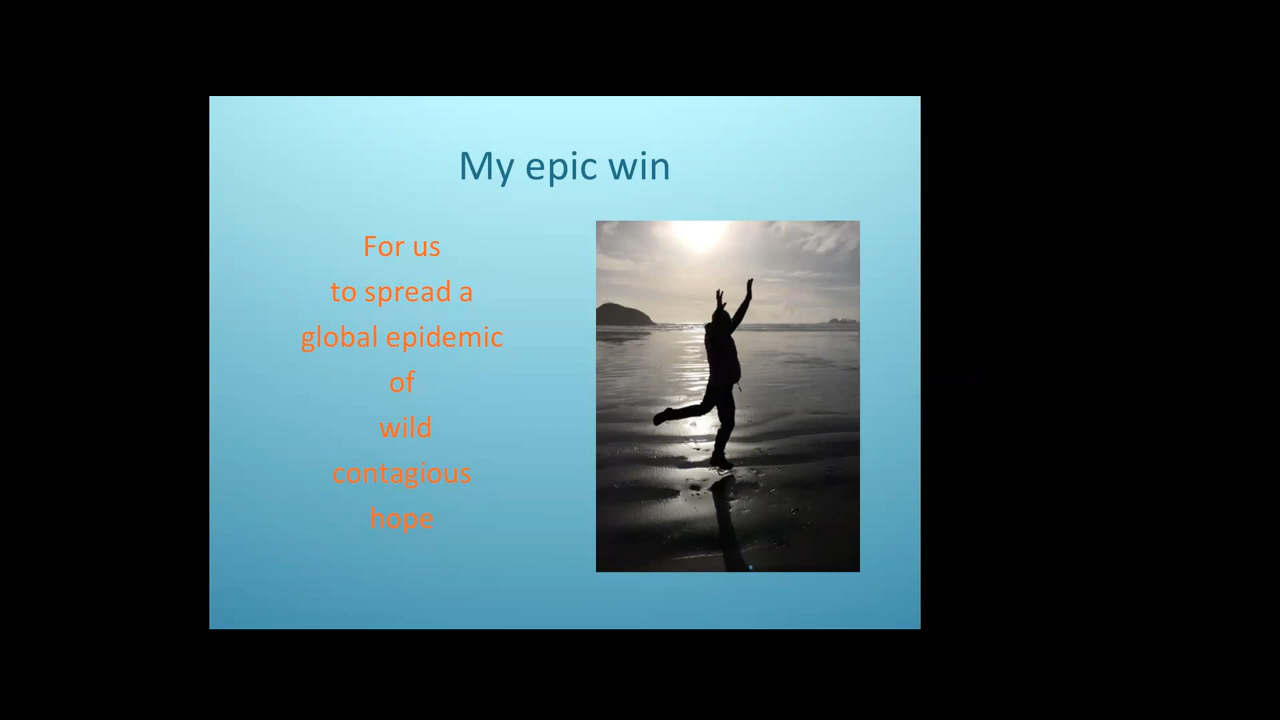 My epic win
For us
to spread a
global epidemic
of
wild
contagious
hope